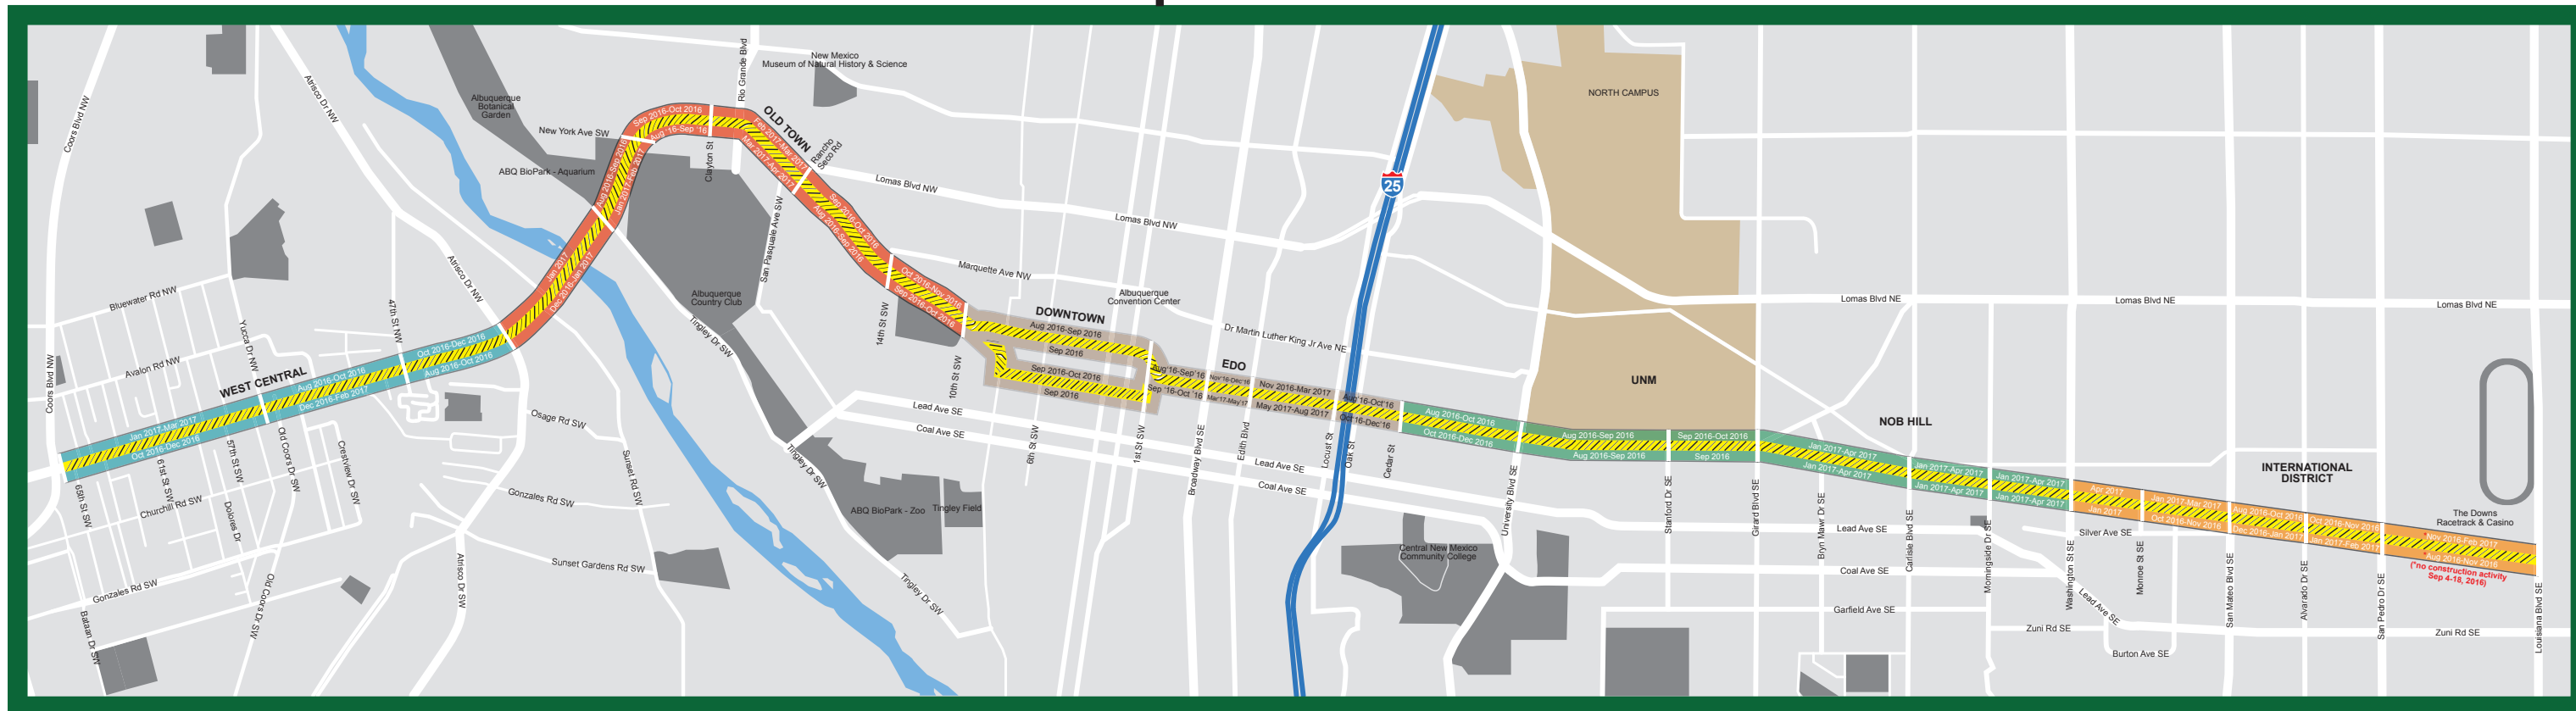 Coors Blvd NW
Atrisco Dr NW
Albuquerque
Botanical
Garden
New York Ave SW
ABQ BioPark - Aquarium
Rio Grande Blvd
New Mexico
Museum of Natural History & Science
OLD TOWN
Rancho
Seco Rd
Clayton St
San Pasquale Ave SW
Lomas Blvd NW
Lomas Blvd NW
Marquette Ave NW
Albuquerque
Convention Center
Dr Martin Luther King Jr Ave NE
25
NORTH CAMPUS
UNM
Lomas Blvd NE
Lomas Blvd NE
Lomas Blvd NE
Sep 2016-Oct 2016
Aug '16-Sep '16
Aug 2016-Sep 2016
Jan 2017-Feb 2017
Feb 2017-Mar 2017
Mar 2017-Apr 2017
Sep 2016-Oct 2016
Aug 2016-Sep 2016
Oct 2016-Nov 2016
Sep 2016-Oct 2016
Jan 2017
Dec 2016-Jan 2017
Albuquerque
Country Club
Tingley Dr SW
14th St SW
10th St SW
Bluewater Rd NW
Avalon Rd NW
Yucca Dr NW
47th St NW
Atrisco Dr NW
Coors Blvd NW
WEST CENTRAL
Jan 2017-Mar 2017
Oct 2016-Dec 2016
Aug 2016-Oct 2016
Dec 2016-Feb 2017
Oct 2016-Dec 2016
Aug 2016-Oct 2016
DOWNTOWN
Aug 2016-Sep 2016
Sep 2016
Sep 2016-Oct 2016
Sep 2016
EDO
Aug '16-Sep '16
Sep '16-Oct '16
Nov '16-Dec '16
Mar '17-May '17
Nov 2016-Mar 2017
May 2017-Aug 2017
Aug '16-Oct '16
Oct '16-Dec '16
Aug 2016-Oct 2016
Oct 2016-Dec 2016
Aug 2016-Sep 2016
Aug 2016-Sep 2016
Sep 2016-Oct 2016
Sep 2016
NOB HILL
Jan 2017-Apr 2017
Jan 2017-Apr 2017
Jan 2017-Apr 2017
Jan 2017-Apr 2017
Jan 2017-Apr 2017
Jan 2017-Apr 2017
INTERNATIONAL
DISTRICT
Apr 2017
Jan 2017
Jan 2017-Mar 2017
Oct 2016-Nov 2016
Aug 2016-Oct 2016
Dec 2016-Jan 2017
Oct 2016-Nov 2016
Jan 2017-Feb 2017
Nov 2016-Feb 2017
Aug 2016-Nov 2016
(*no construction activity
Sep 4-18, 2016)
The Downs
Racetrack & Casino
65th St SW
61st St SW
57th St SW
Old Coors Dr SW
Crestview Dr SW
Churchill Rd SW
Dolores Dr
Gonzales Rd SW
Bataan Dr SW
Old Coors Dr SW
Osage Rd SW
Sunset Rd SW
Gonzales Rd SW
Sunset Gardens Rd SW
Atrisco Dr SW
Tingley Dr SW
Tingley Dr SW
ABQ BioPark - Zoo
Tingley Field
Lead Ave SE
Coal Ave SE
Lead Ave SE
Coal Ave SE
6th St SW
1st St SW
Broadway Blvd SE
Edith Blvd
Locust St
Oak St
Cedar St
Central New Mexico
Community College
University Blvd SE
Stanford Dr SE
Girard Blvd SE
Bryn Mawr Dr SE
Carlisle Blvd SE
Morningside Dr SE
Washington St SE
Monroe St SE
San Mateo Blvd SE
Alvarado Dr SE
San Pedro Dr SE
Louisiana Blvd SE
Lead Ave SE
Silver Ave SE
Coal Ave SE
Garfield Ave SE
Lead Ave SE
Zuni Rd SE
Burton Ave SE
Zuni Rd SE